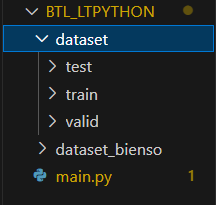 BTL_LTPYTHON
dataset
test
train
valid
dataset_bienso
main.py 1